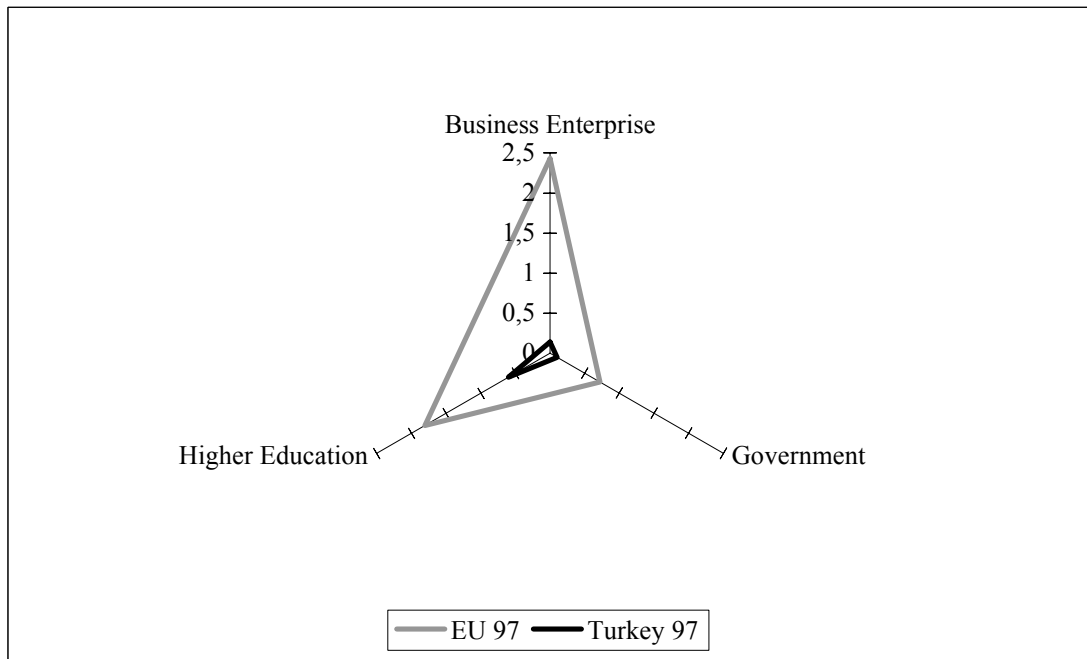 Business Enterprise
2,5
2
1,5
1
0,5
0
Higher Education
Government
EU 97
Turkey 97